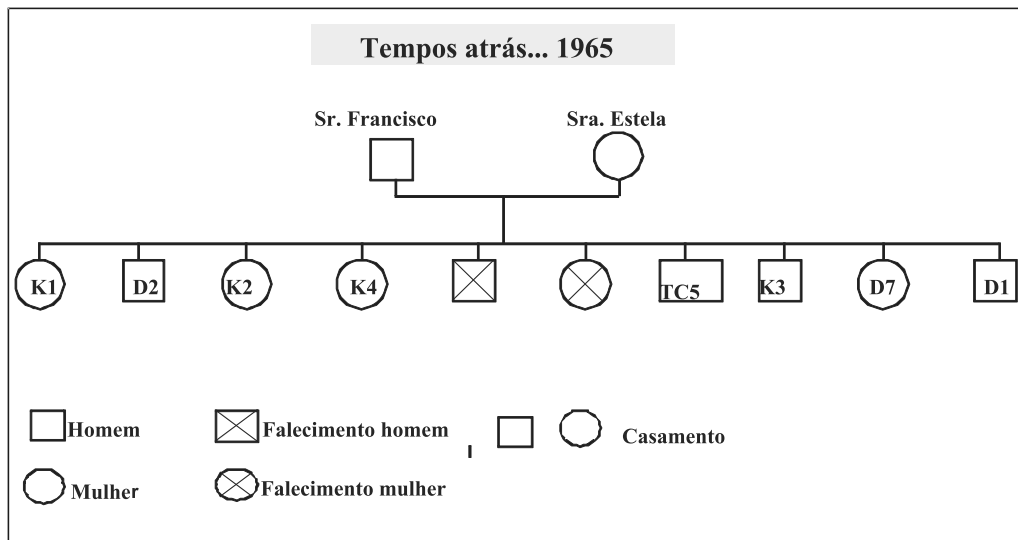 Tempos atrás... 1965
Sr. Francisco Sra. Estela
K1 D2 K2 K4 TC5 K3 D7 D1
Homem Falecimento homem Casamento
Mulher Falecimento mulher